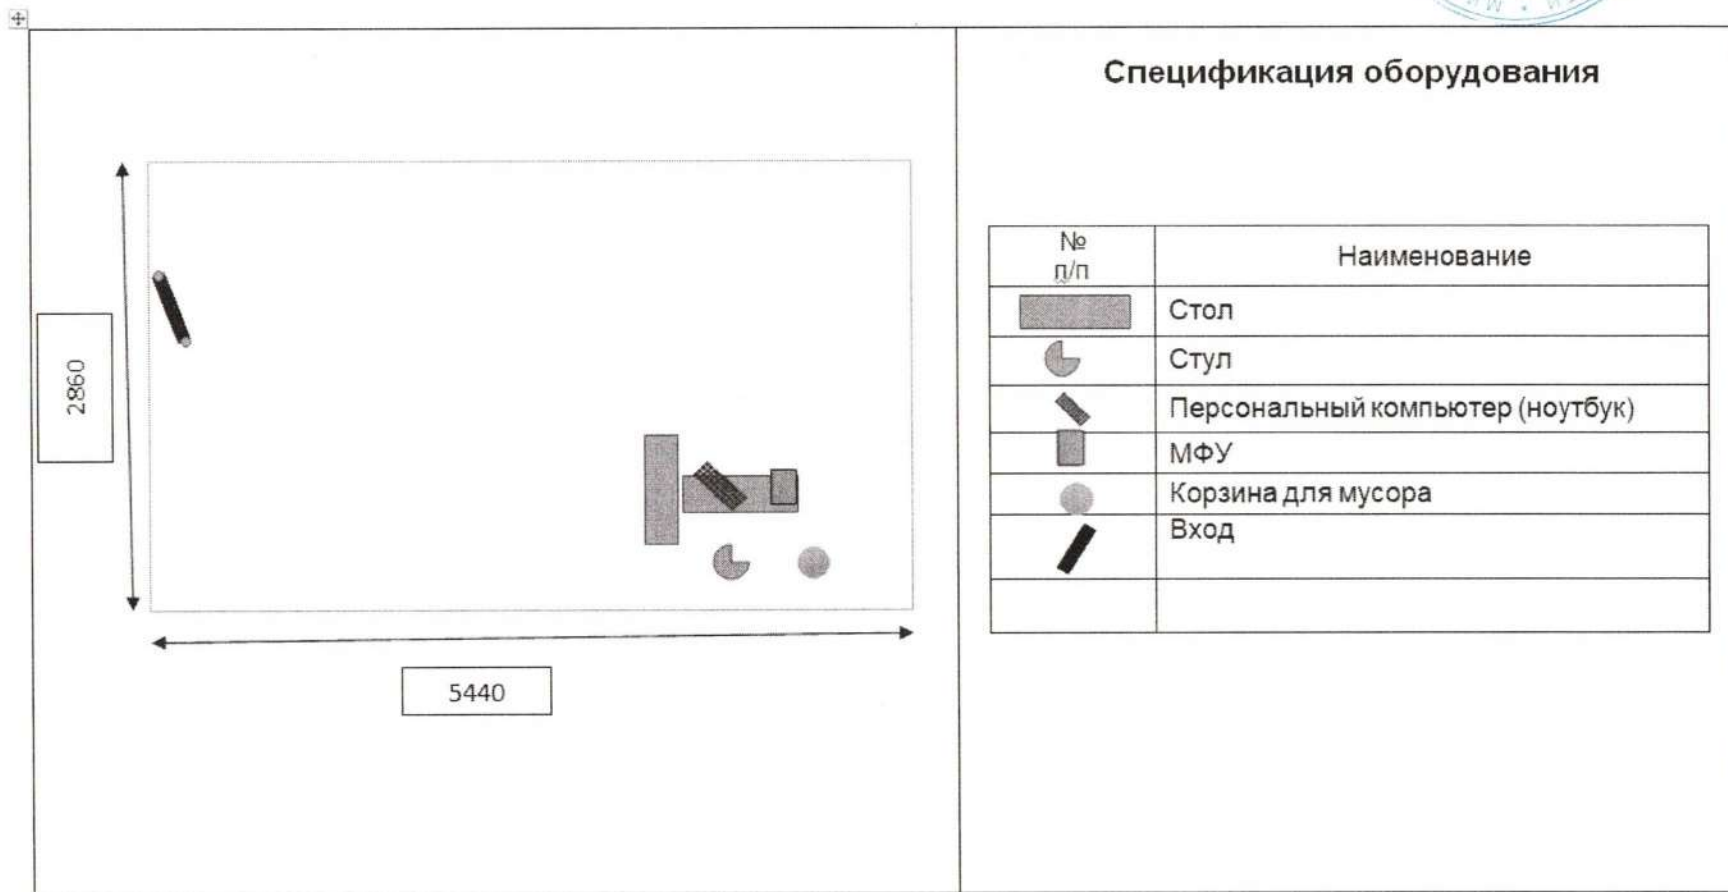 Спецификация оборудования
№
п/п
Наименование
Стол
Стул
Персональный компьютер (ноутбук)
МФУ
Корзина для мусора
Вход
2860
5440